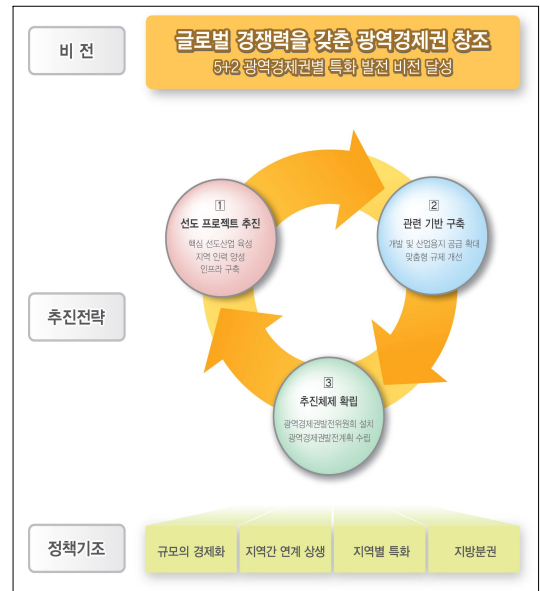 비 전
글로벌 경쟁력을 갖춘 광역경제권 창조
5+2 광역경제권별 특화 발전 비전 달성
추진전략
1
선도 프로젝트 추진
핵심 선도산업 육성
지역 인력 양성
인프라 구축
2
관련 기반 구축
개발 및 산업용지 공급 확대
맞춤형 규제 개선
3
추진체제 확립
광역경제권발전위원회 설치
광역경제권발전계획 수립
정책기조
규모의 경제화
지역간 연계 상생
지역별 특화
지방분권